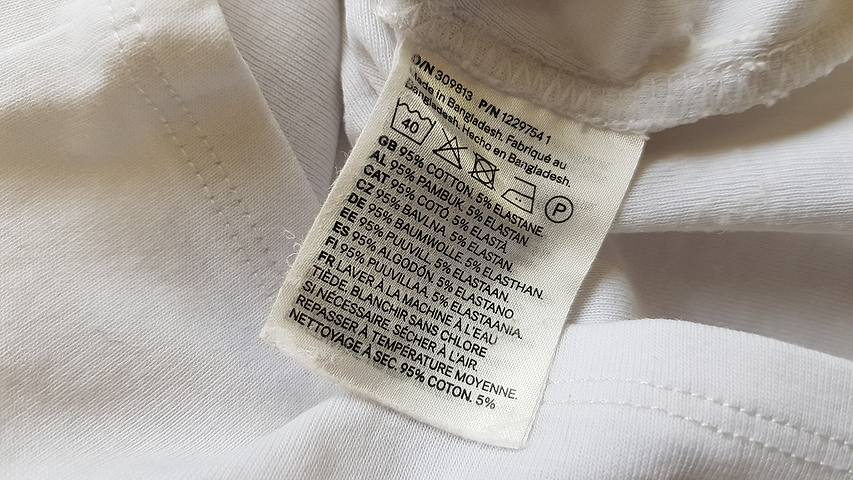 O/N 309813 P/N 1229754 1
Made in Bangladesh. Fabriqué au
Bangladesh. Hecho en Bangladesh.
40
P
GB 95% COTTON. 5% ELASTANE.
AL 95% PAMBUK. 5% ELASTAN.
CAT 95% COTÓ. 5% ELASTÀ
CZ 95% BAVLNA. 5% ELASTAN.
DE 95% BAUMWOLLE. 5% ELASTHAN.
EE 95% PUUVILL. 5% ELASTAAN.
ES 95% ALGODÓN. 5% ELASTANO.
FI 95% PUUVILLAA. 5% ELASTAANIA.
FR LAVER À LA MACHINE À L'EAU
TIÈDE. BLANCHIR SANS CHLORE
SI NÉCESSAIRE. SÉCHER À L'AIR.
REPASSER À TEMPÉRATURE MOYENNE.
NETTOYAGE À SEC. 95% COTON. 5%